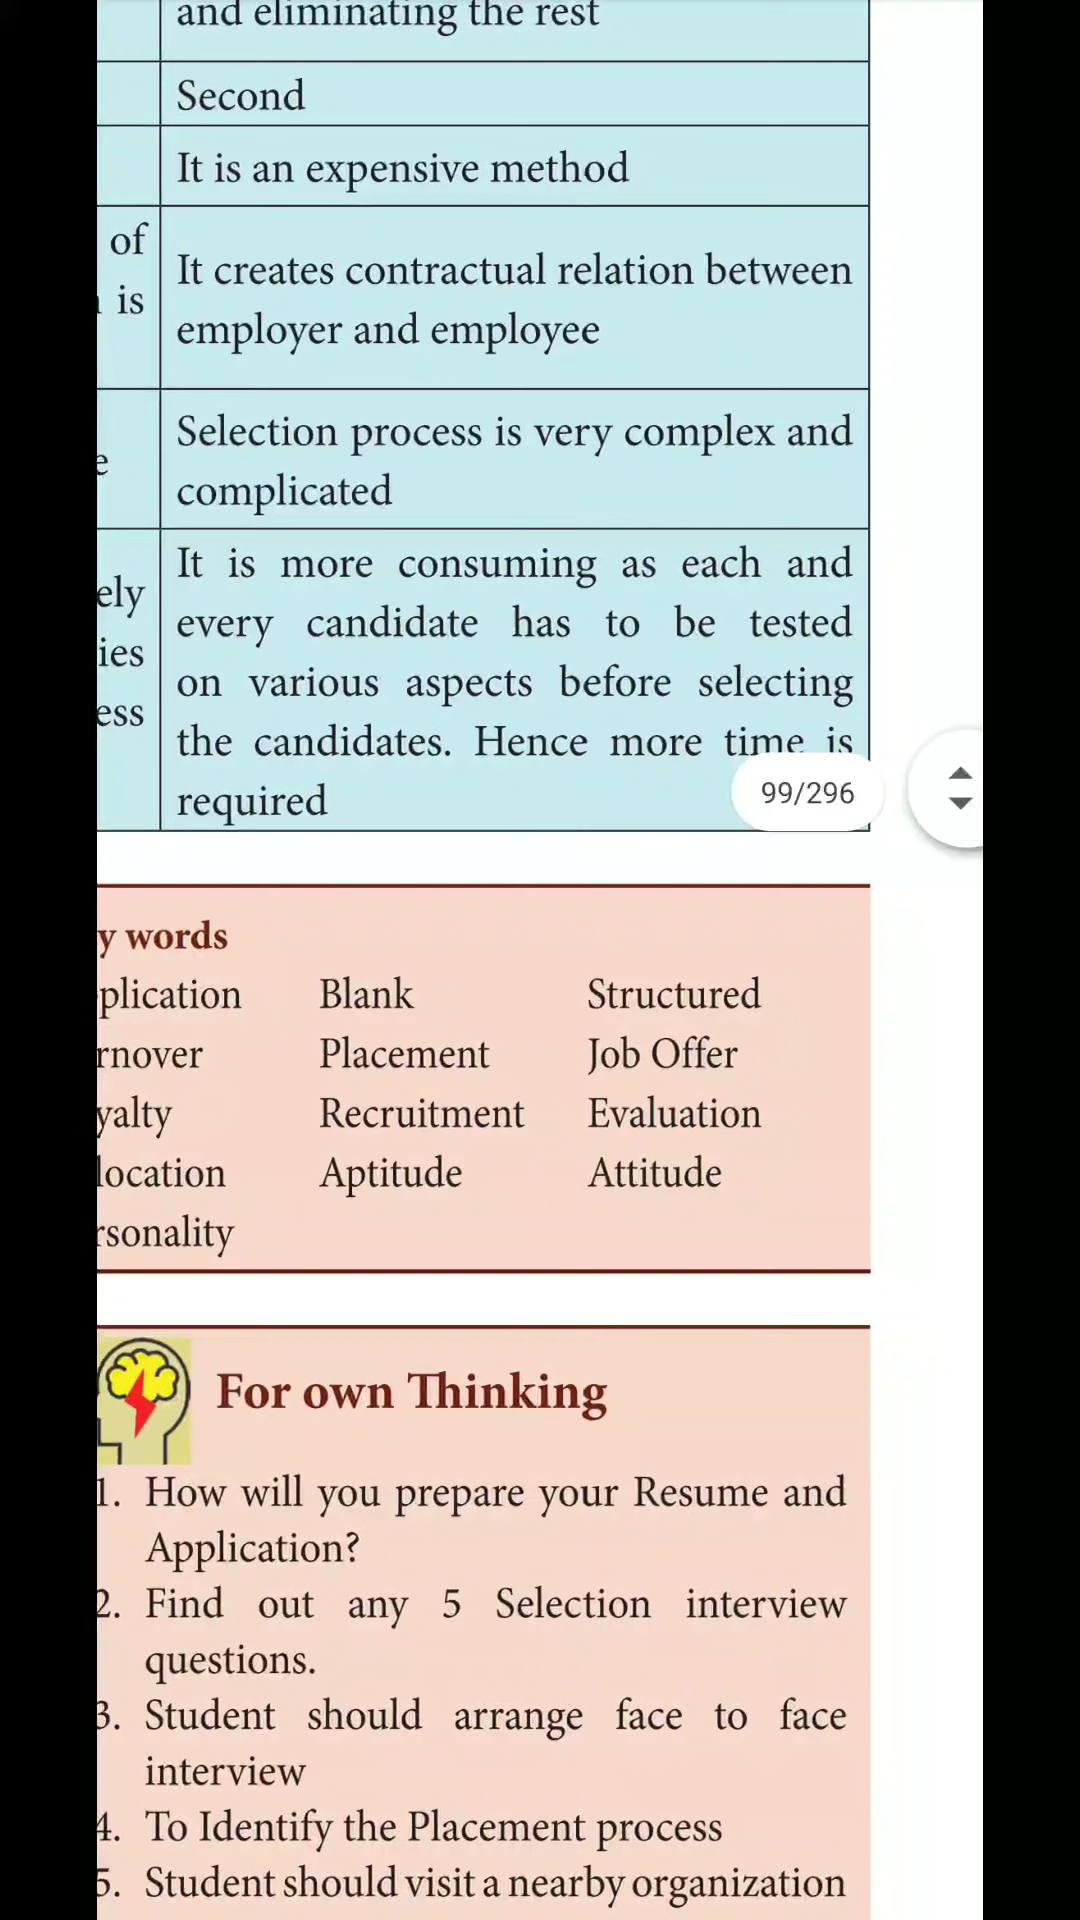 and eliminating the rest
Second
It is an expensive method
of
is
It creates contractual relation between
employer and employee
e
Selection process is very complex and
complicated
ely
ies
ess
It is more consuming as each and
every candidate has to be tested
on various aspects before selecting
the candidates. Hence more time is
required
99/296
y words
plication Blank Structured
rnover Placement Job Offer
yalty Recruitment Evaluation
location Aptitude Attitude
rsonality
For own Thinking
1. How will you prepare your Resume and
Application?
2. Find out any 5 Selection interview
questions.
3. Student should arrange face to face
interview
4. To Identify the Placement process
5. Student should visit a nearby organization